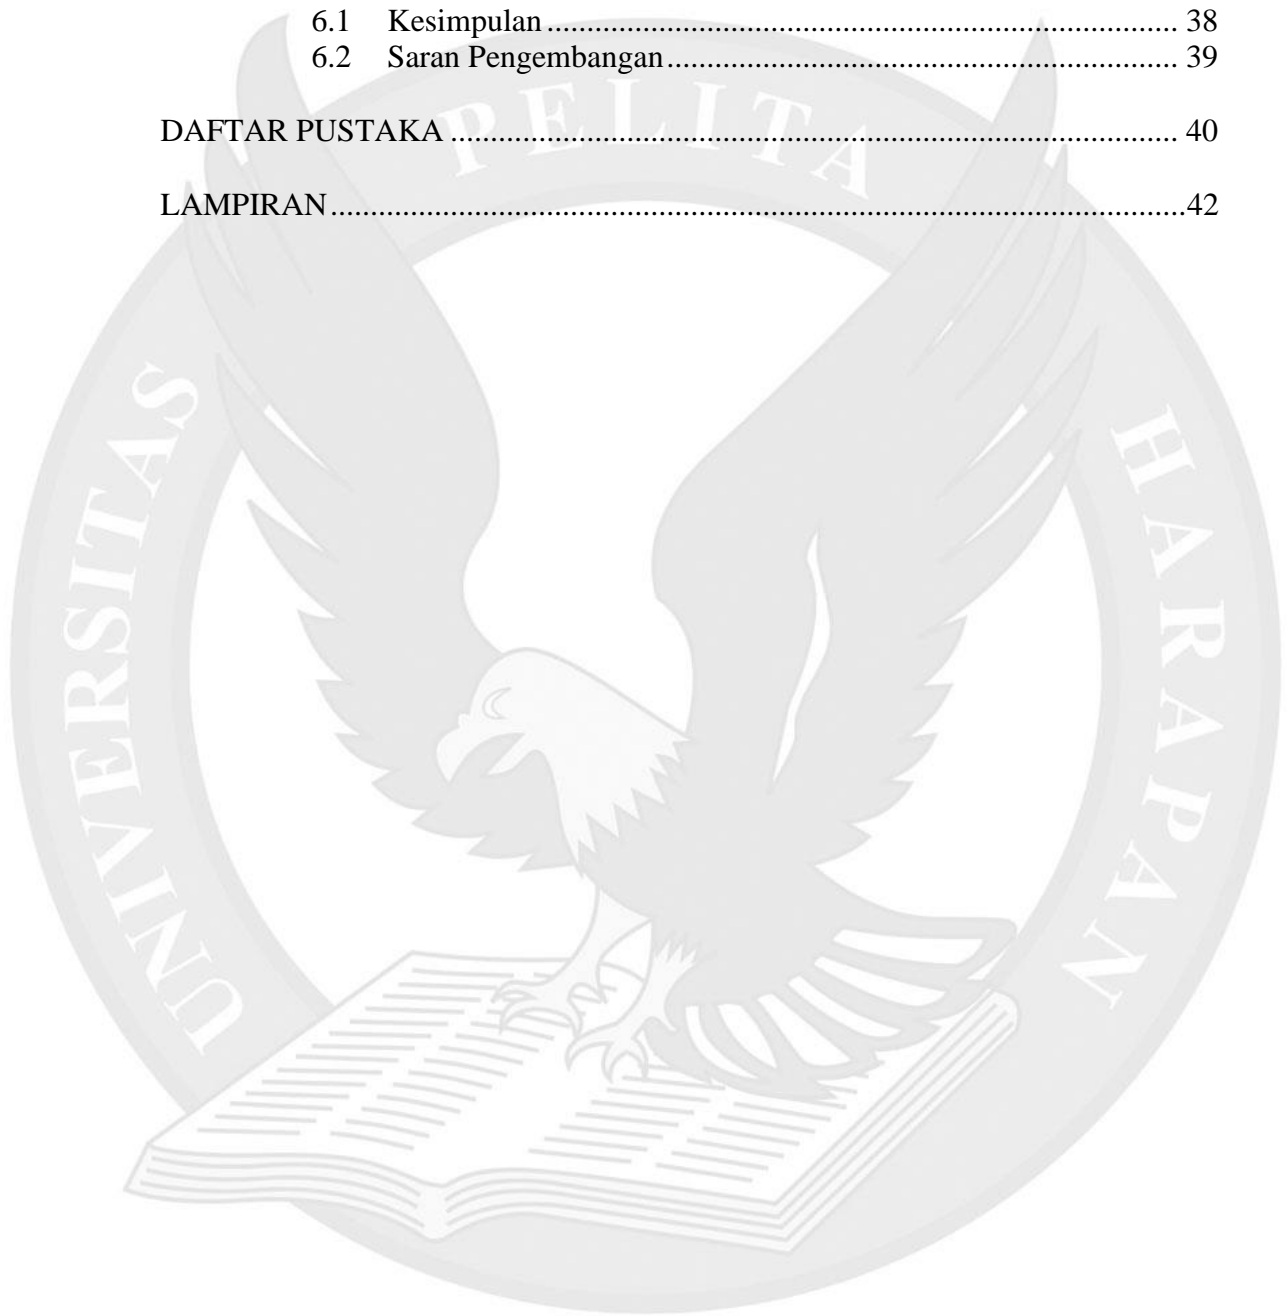 6.1 Kesimpulan ........................................................................ 38
6.2 Saran Pengembangan ........................................................................ 39
DAFTAR PUSTAKA ........................................................................ 40
LAMPIRAN ........................................................................ 42
UNIVERSITAS PELITA HARAPAN